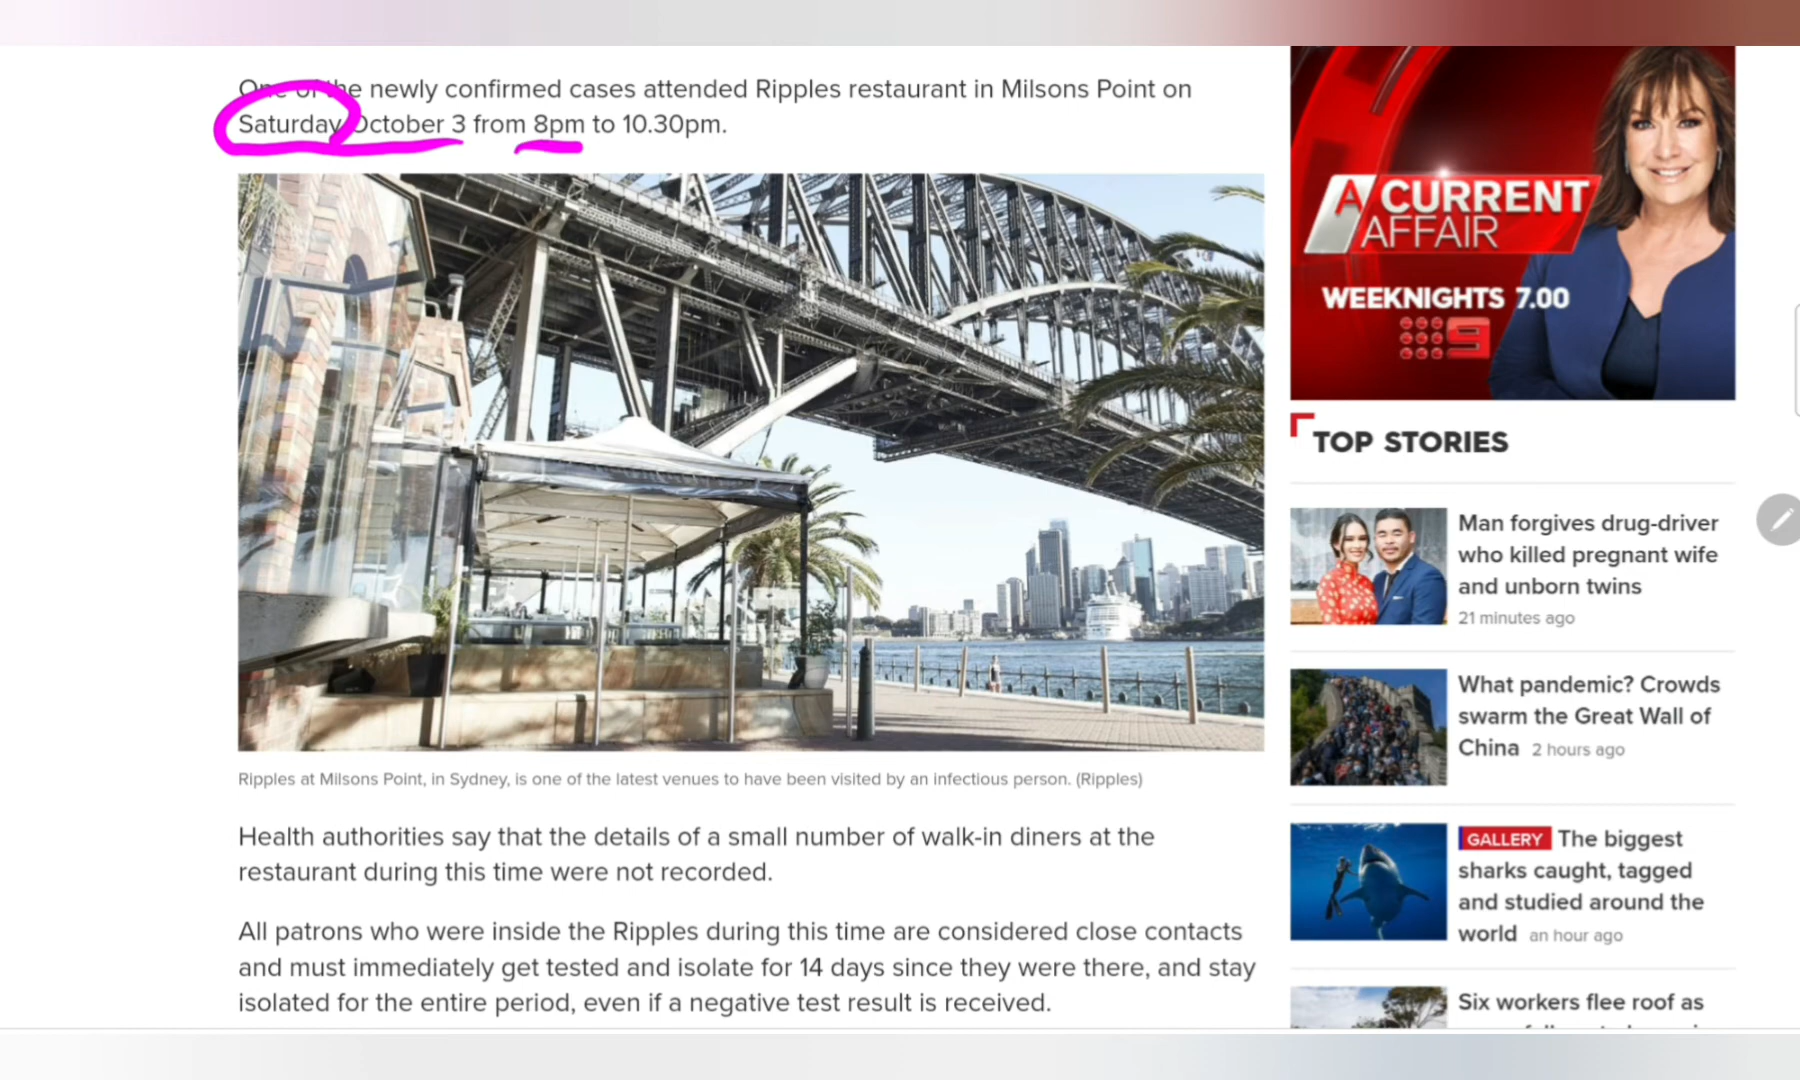 One of the newly confirmed cases attended Ripples restaurant in Milsons Point on
Saturday October 3 from 8pm to 10.30pm.
Ripples at Milsons Point, in Sydney, is one of the latest venues to have been visited by an infectious person. (Ripples)
Health authorities say that the details of a small number of walk-in diners at the
restaurant during this time were not recorded.
All patrons who were inside the Ripples during this time are considered close contacts
and must immediately get tested and isolate for 14 days since they were there, and stay
isolated for the entire period, even if a negative test result is received.
A CURRENT
AFFAIR
WEEKNIGHTS 7.00
9
TOP STORIES
Man forgives drug-driver
who killed pregnant wife
and unborn twins
21 minutes ago
What pandemic? Crowds
swarm the Great Wall of
China 2 hours ago
GALLERY The biggest
sharks caught, tagged
and studied around the
world an hour ago
Six workers flee roof as